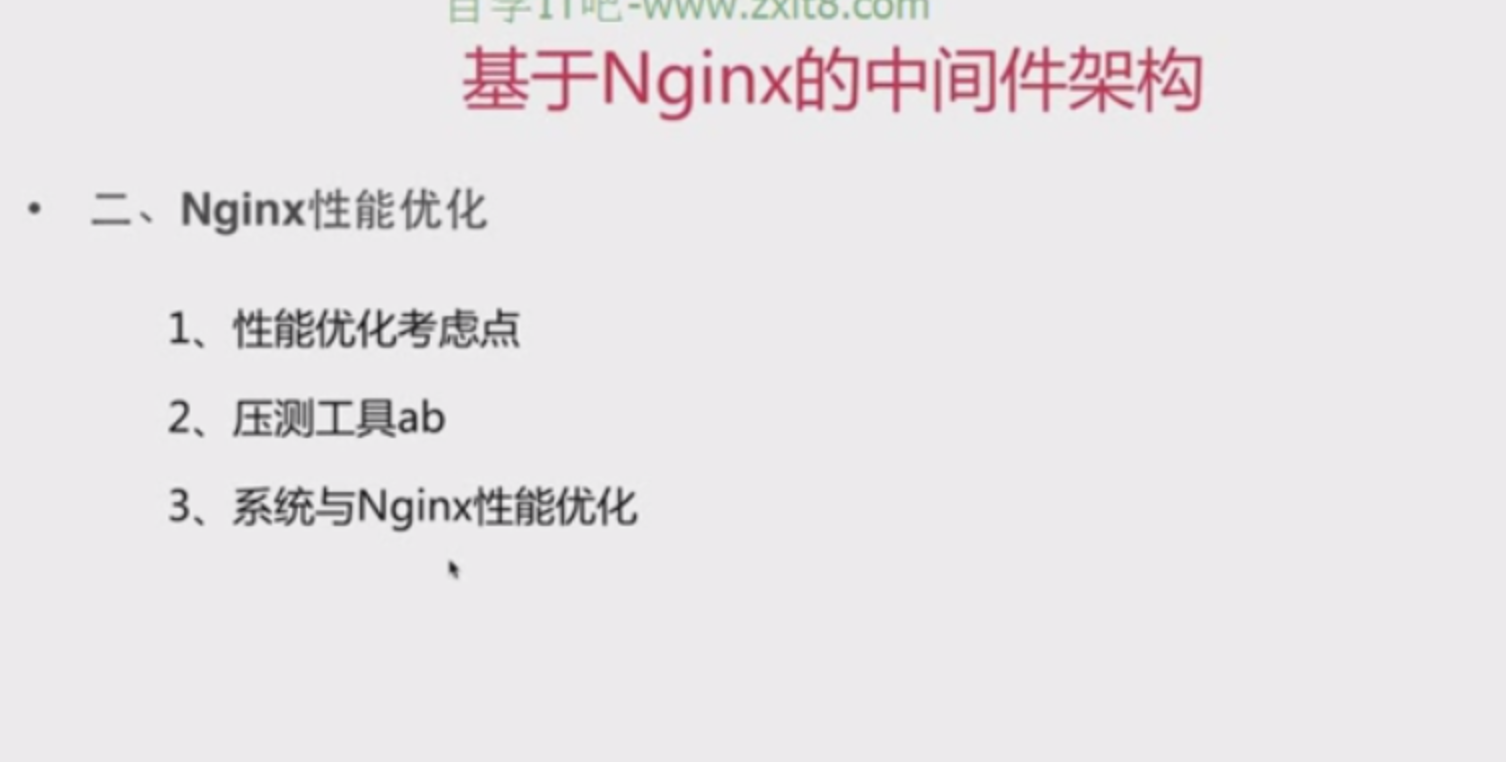 自学IT吧-www.zxit8.com
基于Nginx的中间件架构
• 二、Nginx性能优化
1、性能优化考虑点
2、压测工具ab
3、系统与Nginx性能优化